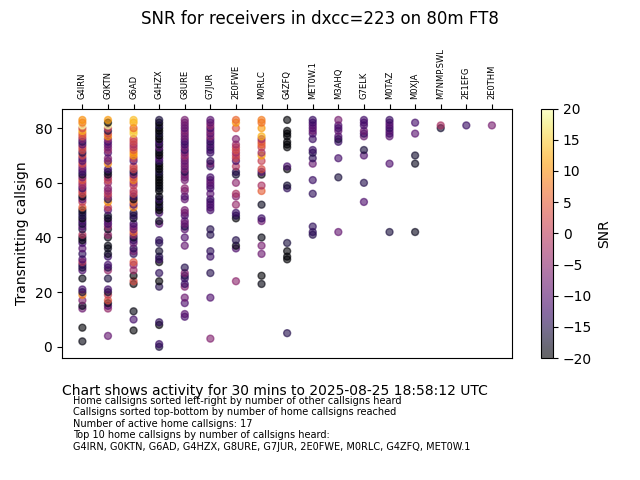 SNR for receivers in dxcc=223 on 80m FT8
G4IRN G0KTN G6AD G4HZX G8URE G7JUR 2E0FWE M0RLC G4ZFQ MET0W.1 M3AHQ G7ELK M0TAZ M0XJA M7NMP.SWL 2E1EFG 2E0THM
80
60
40
20
0
Transmitting callsign
20
15
10
5
0
−5
−10
−15
−20
SNR
Chart shows activity for 30 mins to 2025-08-25 18:58:12 UTC
Home callsigns sorted left-right by number of other callsigns heard
Callsigns sorted top-bottom by number of home callsigns reached
Number of active home callsigns: 17
Top 10 home callsigns by number of callsigns heard:
G4IRN, G0KTN, G6AD, G4HZX, G8URE, G7JUR, 2E0FWE, M0RLC, G4ZFQ, MET0W.1